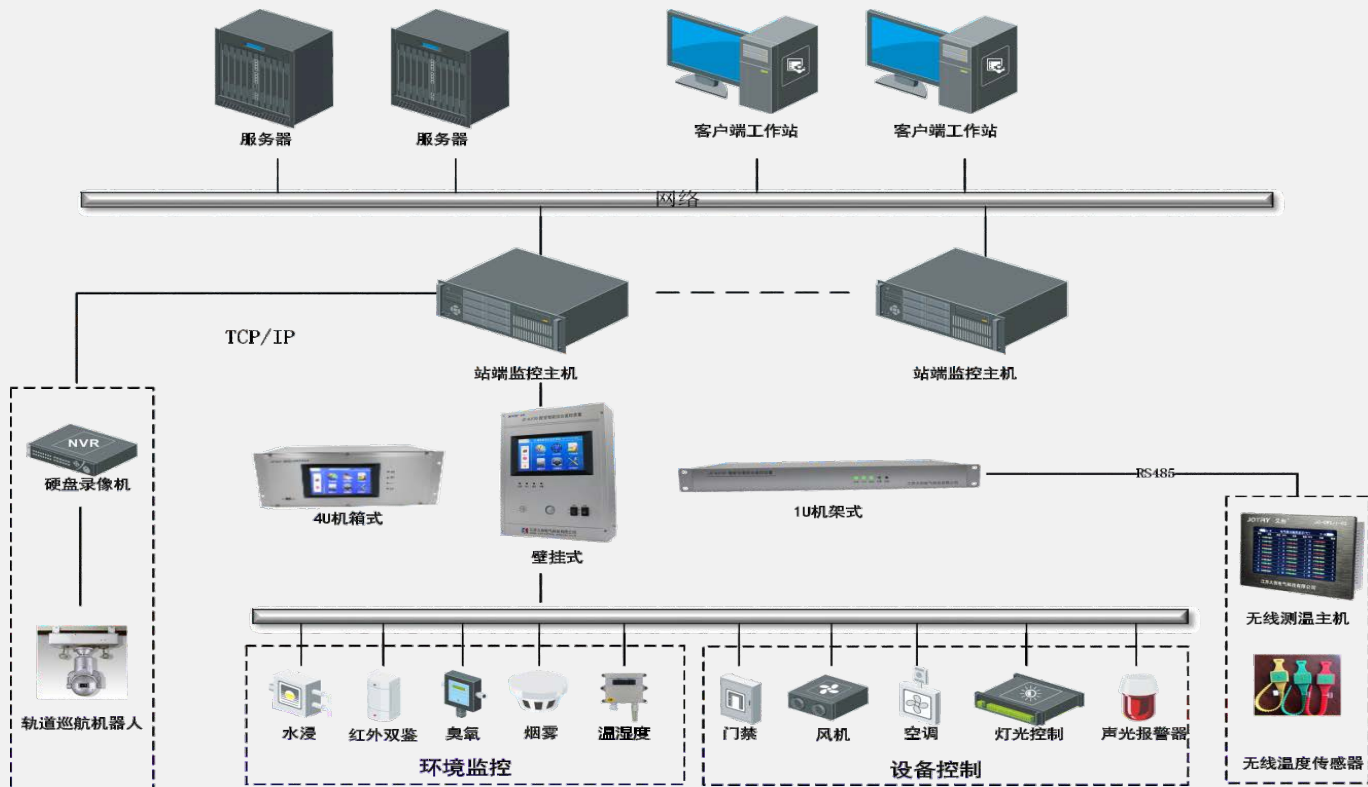 服务器
服务器
客户端工作站
客户端工作站
网络
TCP/IP
站端监控主机
站端监控主机
NVR
硬盘录像机
4U机箱式
壁挂式
1U机架式
RS485
JOTRY
无线测温主机
轨道巡航机器人
水浸
红外双鉴
臭氧
烟雾
温湿度
门禁
风机
空调
灯光控制
声光报警器
环境监控
设备控制
无线温度传感器